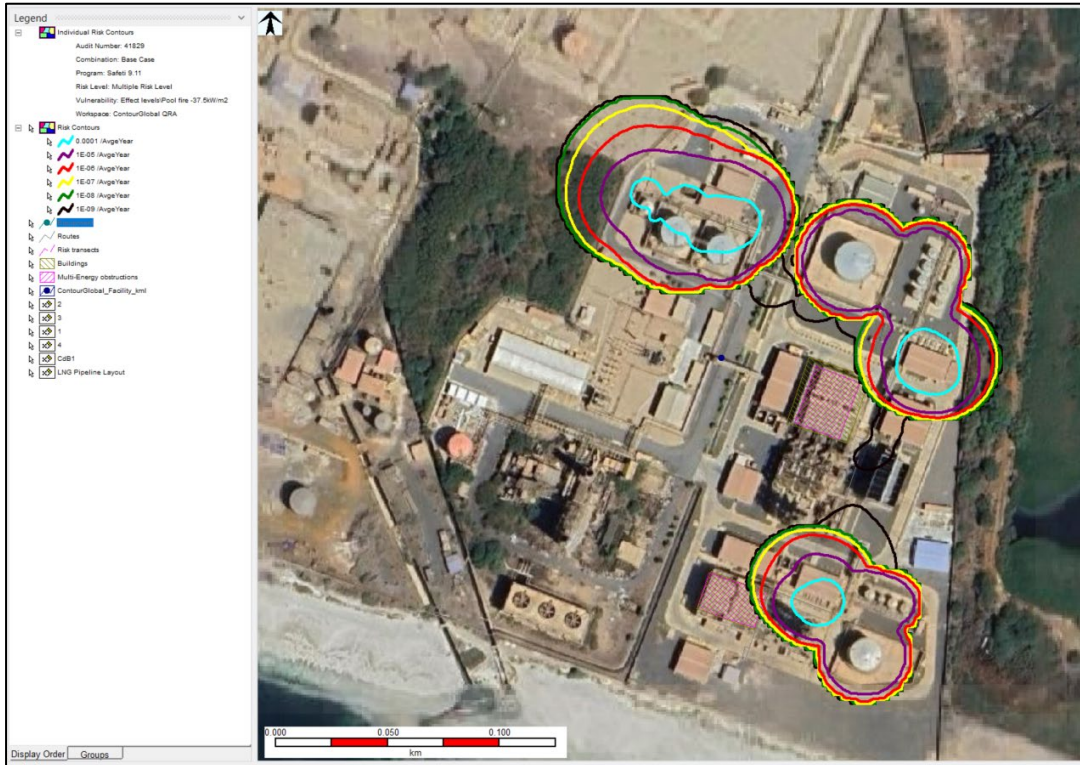 Legend
Individual Risk Contours
Audit Number: 41829
Combination: Base Case
Program: Safeti 9.11
Risk Level: Multiple Risk Level
Vulnerability: Effect levels\Pool fire -37.5kW/m2
Workspace: ContourGlobal QRA
Risk Contours
0.0001 /AvgeYear
1E-05 /AvgeYear
1E-06 /AvgeYear
1E-07 /AvgeYear
1E-08 /AvgeYear
1E-09 /AvgeYear
Routes
Risk transects
Buildings
Multi-Energy obstructions
ContourGlobal_Facility_kml
2
3
1
4
CdB1
LNG Pipeline Layout
0.000 0.050 0.100
km
Display Order Groups